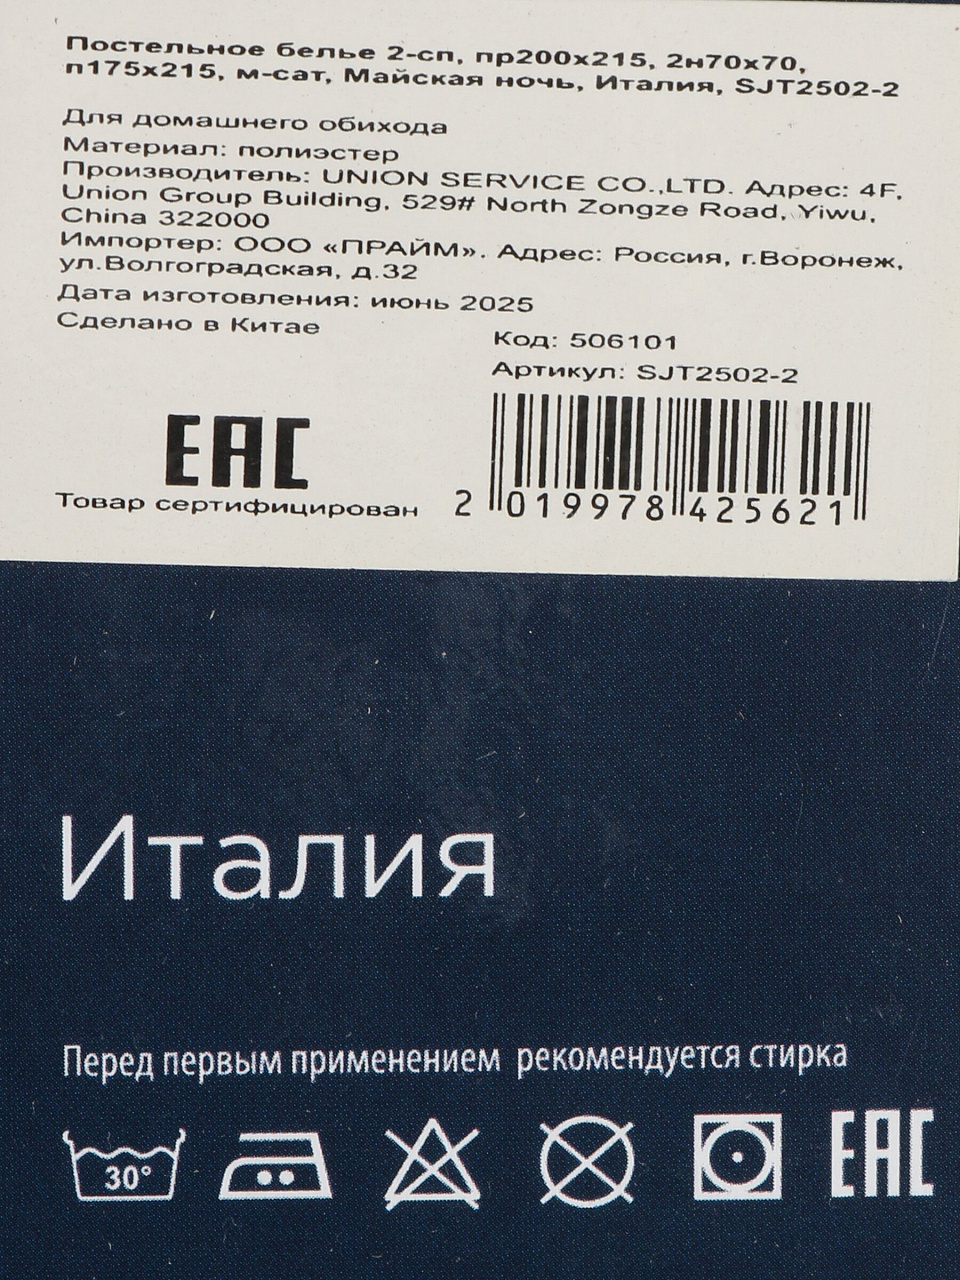 Постельное белье 2-сп, пр200х215, 2н70х70,
п175х215, м-сат, Майская ночь, Италия, SJT2502-2
Для домашнего обихода
Материал: полиэстер
Производитель: UNION SERVICE CO.,LTD. Адрес: 4F,
Union Group Building, 529# North Zongze Road, Yiwu,
China 322000
Импортер: ООО «ПРАЙМ». Адрес: Россия, г.Воронеж,
ул.Волгоградская, д.32
Дата изготовления: июнь 2025
Сделано в Китае
Код: 506101
Артикул: SJT2502-2
EAC
Товар сертифицирован
2 019978 425621
Италия
Перед первым применением рекомендуется стирка
30°
EAC